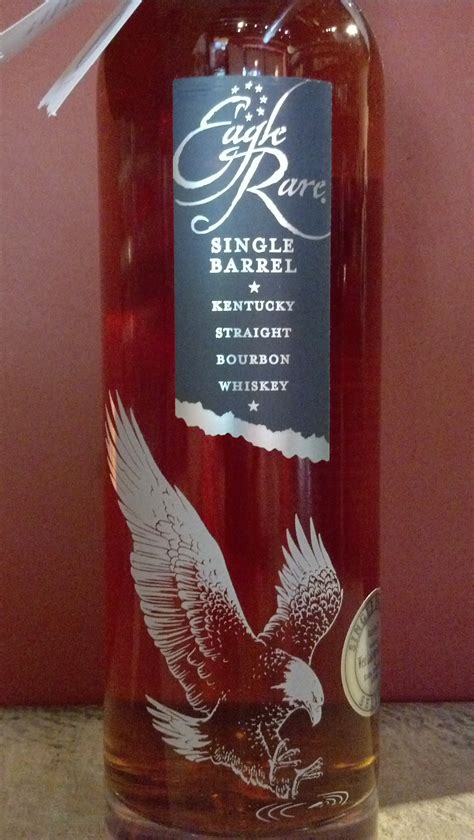 Eagle
Rare
SINGLE
BARREL
KENTUCKY
STRAIGHT
BOURBON
WHISKEY